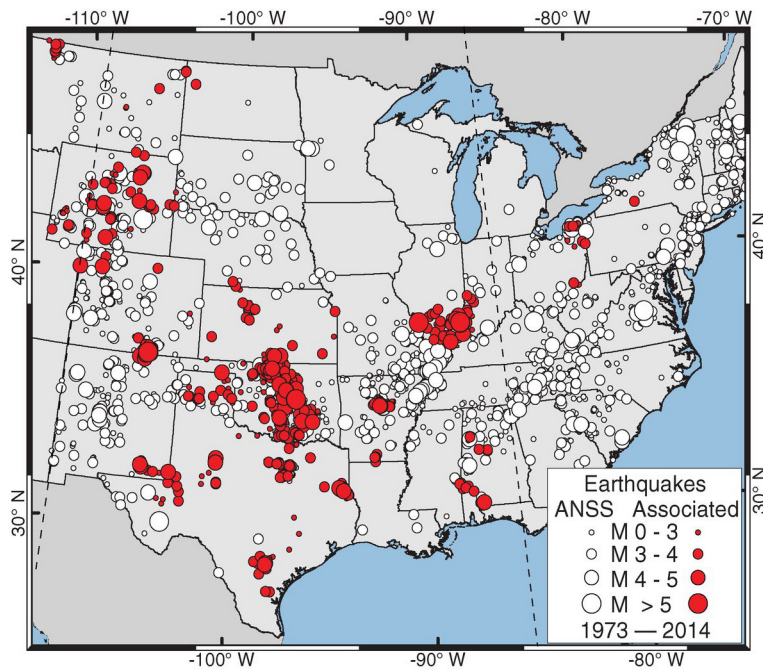 -110° W -100° W -90° W -80° W -70° W
40° N
40° N
30° N
30° N
Earthquakes
ANSS Associated
M 0 - 3
M 3 - 4
M 4 - 5
M > 5
1973 — 2014
-100° W -90° W -80° W